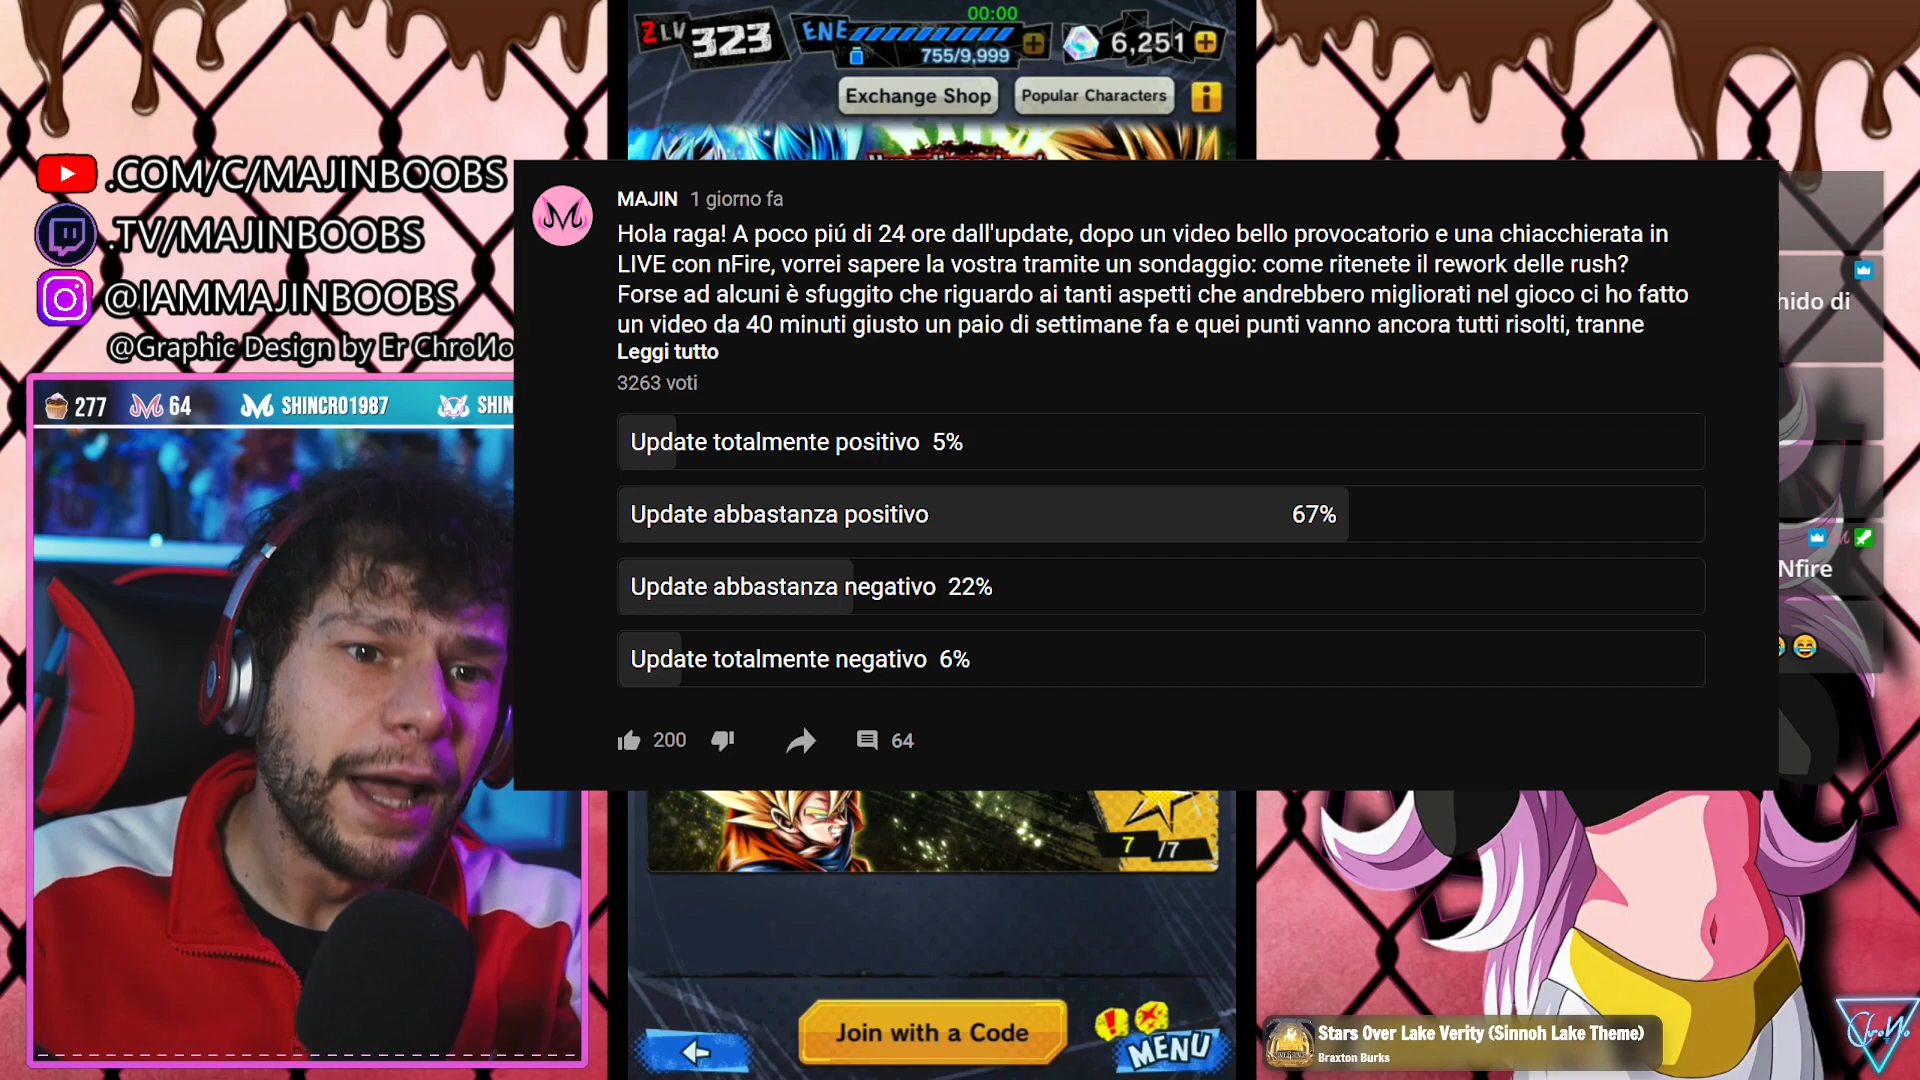 ZLV 323
ENE
00:00
755/9,999
6,251
Exchange Shop
Popular Characters
.COM/C/MAJINBOOBS
.TV/MAJINBOOBS
@IAMMAJINBOOBS
@Graphic Design by Er ChroNo
277
64
SHINCRO1987
SHIN
MAJIN 1 giorno fa
Hola raga! A poco piú di 24 ore dall'update, dopo un video bello provocatorio e una chiacchierata in
LIVE con nFire, vorrei sapere la vostra tramite un sondaggio: come ritenete il rework delle rush?
Forse ad alcuni è sfuggito che riguardo ai tanti aspetti che andrebbero migliorati nel gioco ci ho fatto
un video da 40 minuti giusto un paio di settimane fa e quei punti vanno ancora tutti risolti, tranne
Leggi tutto
3263 voti
Update totalmente positivo 5%
Update abbastanza positivo 67%
Update abbastanza negativo 22%
Update totalmente negativo 6%
200
64
hido di
Nfire
7/7
Join with a Code
MENU
Stars Over Lake Verity (Sinnoh Lake Theme)
Braxton Burks
ChroNo